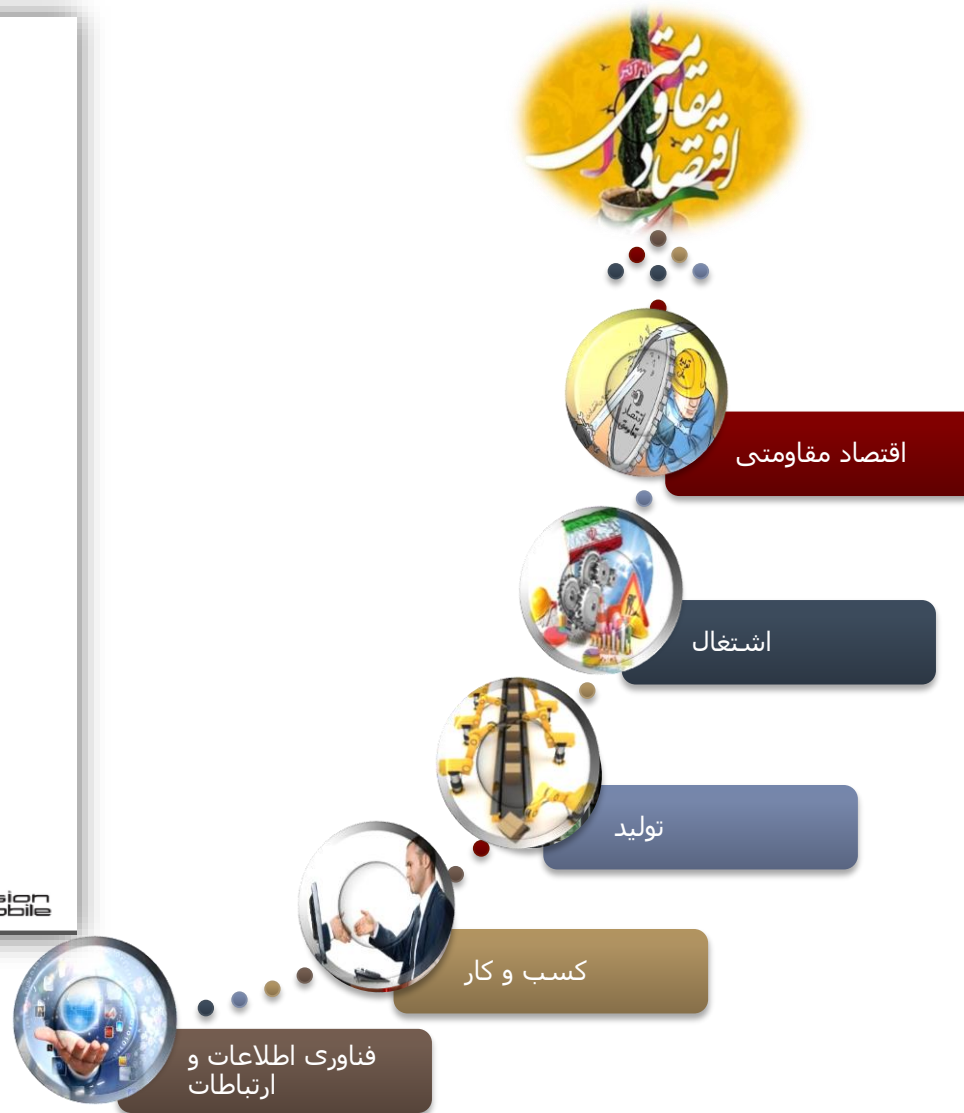 اقتصاد
مقاومتی
اقتصاد مقاومتی
اشتغال
تولید
کسب و کار
فناوری اطلاعات و
ارتباطات